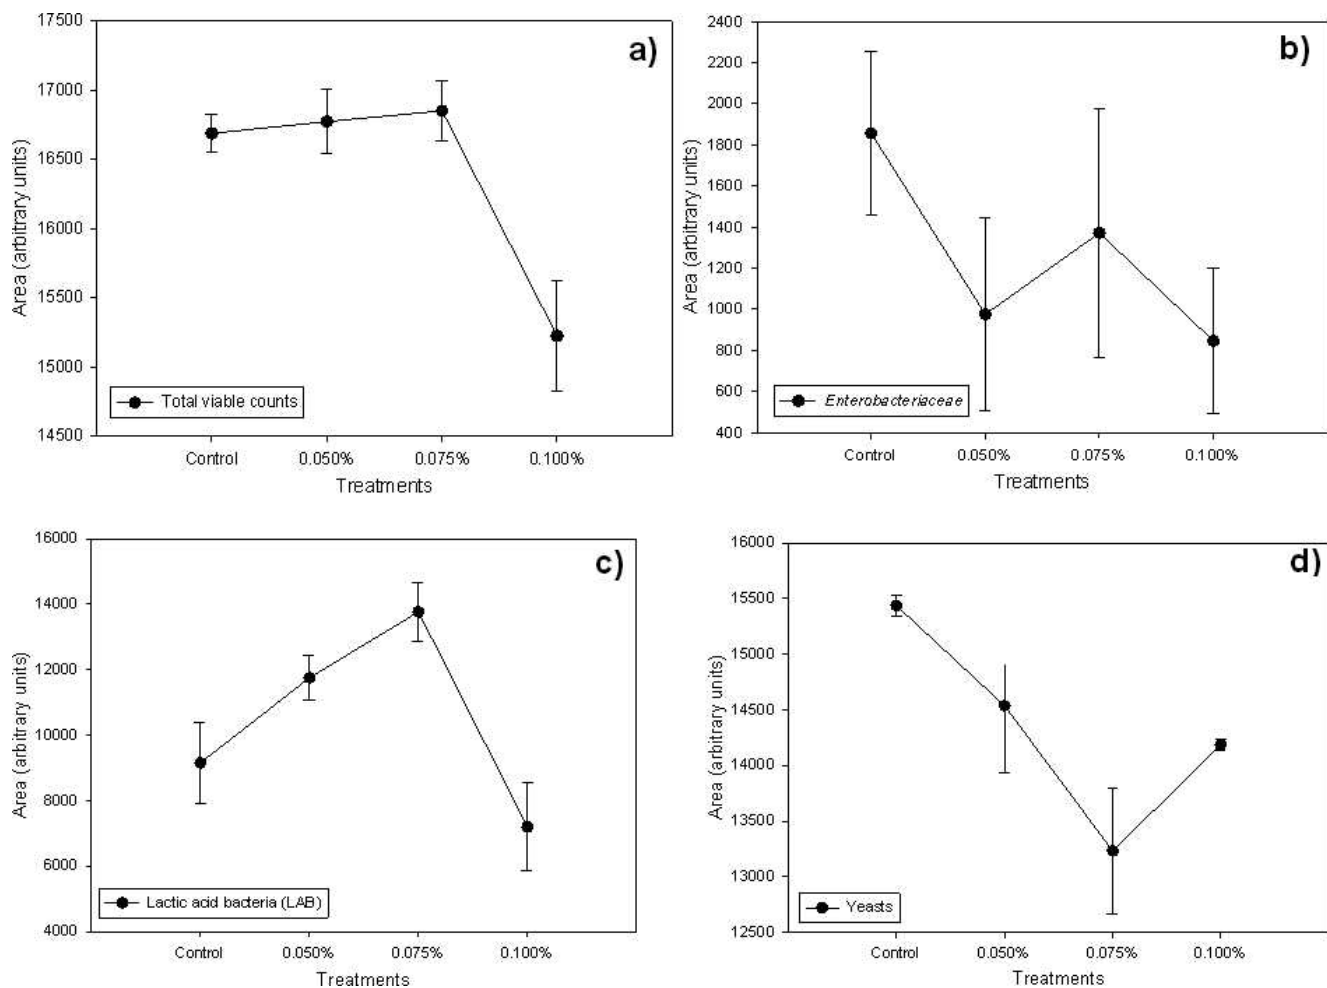 a)
17500
17000
16500
16000
15500
15000
14500
Area (arbitrary units)
Total viable counts
Control 0.050% 0.075% 0.100%
Treatments
b)
2400
2200
2000
1800
1600
1400
1200
1000
800
600
400
Area (arbitrary units)
Enterobacteriaceae
Control 0.050% 0.075% 0.100%
Treatments
c)
16000
14000
12000
10000
8000
6000
4000
Area (arbitrary units)
Lactic acid bacteria (LAB)
Control 0.050% 0.075% 0.100%
Treatments
d)
16000
15500
15000
14500
14000
13500
13000
12500
Area (arbitrary units)
Yeasts
Control 0.050% 0.075% 0.100%
Treatments